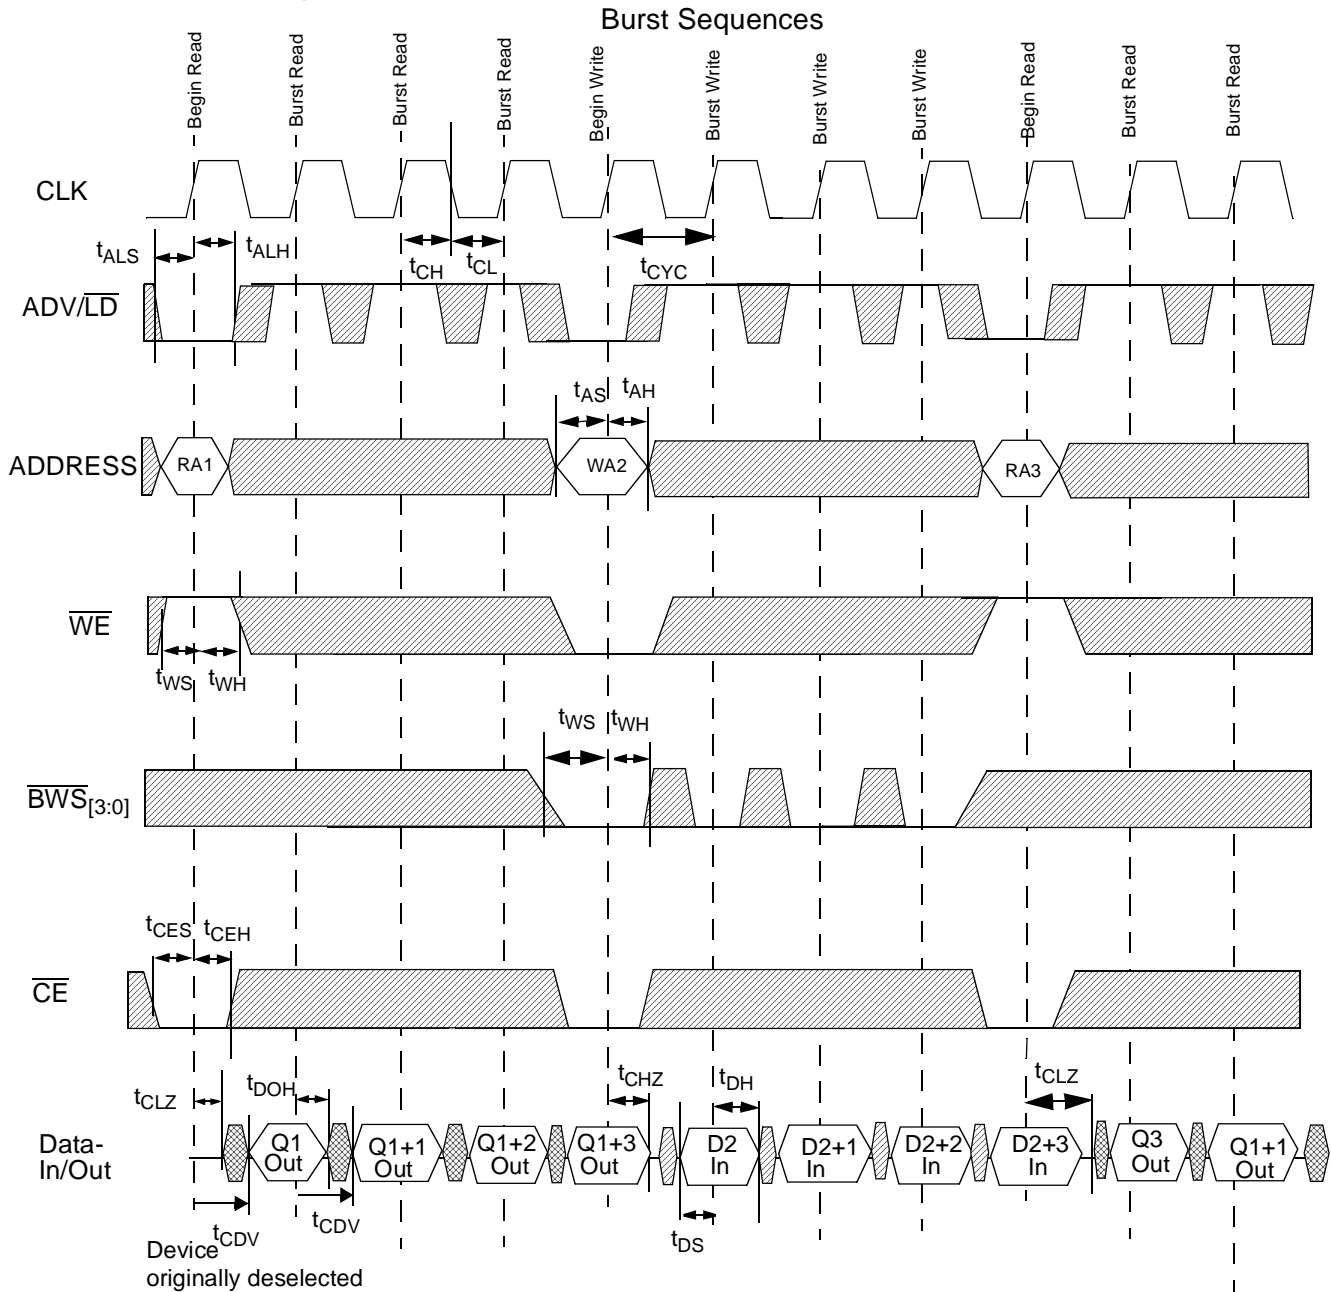 Burst Sequences
Begin Read
Burst Read
Burst Read
Burst Read
Begin Write
Burst Write
Burst Write
Burst Write
Begin Read
Burst Read
Burst Read
CLK
tALS
tALH
tCH
tCL
tCYC
ADV/LD
tAS
tAH
ADDRESS
RA1
WA2
RA3
WE
tWS
tWH
tWS
tWH
BWS[3:0]
tCES
tCEH
CE
tCLZ
tDOH
tCHZ
tDH
tCLZ
Data-
In/Out
Q1
Out
Q1+1
Out
Q1+2
Out
Q1+3
Out
D2
In
D2+1
In
D2+2
In
D2+3
In
Q3
Out
Q1+1
Out
tCDV
tCDV
tDS
Device
originally deselected